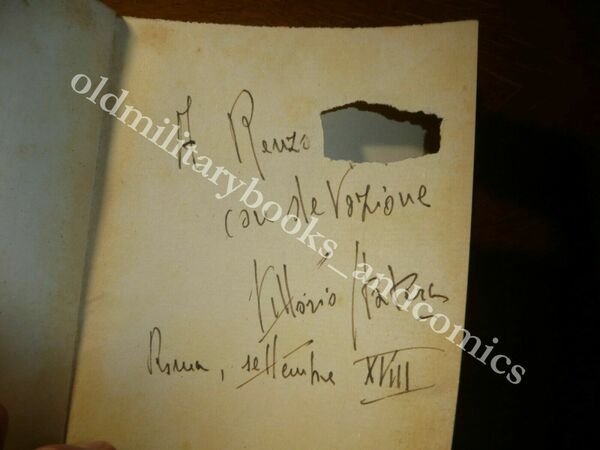 A Renzo
con devozione
Vittorio
Roma, settembre XVIII
oldmilitarybooks_andcomics